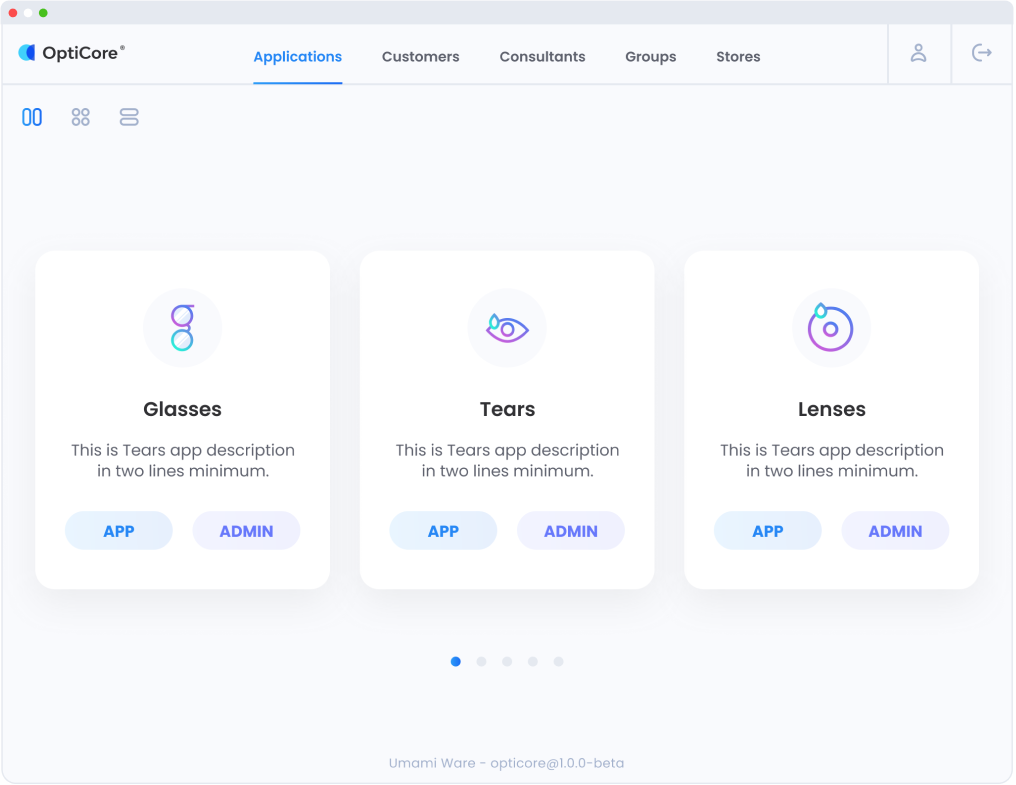 OptiCore®
Applications Customers Consultants Groups Stores
Glasses
This is Tears app description
in two lines minimum.
APP ADMIN
Tears
This is Tears app description
in two lines minimum.
APP ADMIN
Lenses
This is Tears app description
in two lines minimum.
APP ADMIN
Umami Ware - opticore@1.0.0-beta